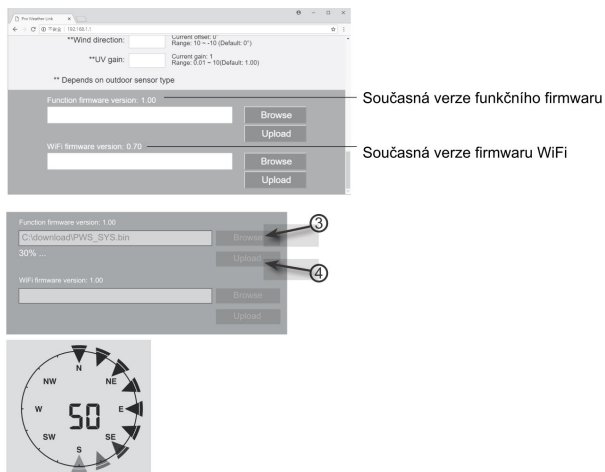 Pro Weather Link
192.168.1.1
**Wind direction:
Current offset: 0°
Range: 10 ~ -10 (Default: 0°)
**UV gain:
Current gain: 1
Range: 0.01 ~ 10(Default: 1.00)
** Depends on outdoor sensor type
Function firmware version: 1.00
Současná verze funkčního firmwaru
Browse
Upload
WiFi firmware version: 0.70
Současná verze firmwaru WiFi
Browse
Upload
Function firmware version: 1.00
C:\download\PWS_SYS.bin
Browse
3
30% ...
Upload
4
WiFi firmware version: 1.00
Browse
Upload
N
NW
NE
W
50
E
SW
SE
S